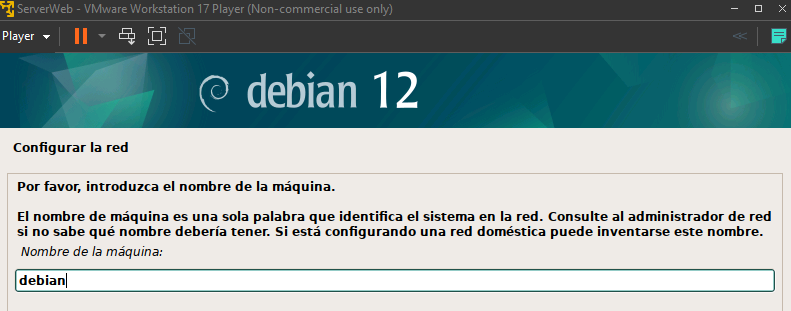 ServerWeb - VMware Workstation 17 Player (Non-commercial use only)
Player
debian 12
Configurar la red
Por favor, introduzca el nombre de la máquina.
El nombre de máquina es una sola palabra que identifica el sistema en la red. Consulte al administrador de red
si no sabe qué nombre debería tener. Si está configurando una red doméstica puede inventarse este nombre.
Nombre de la máquina:
debian